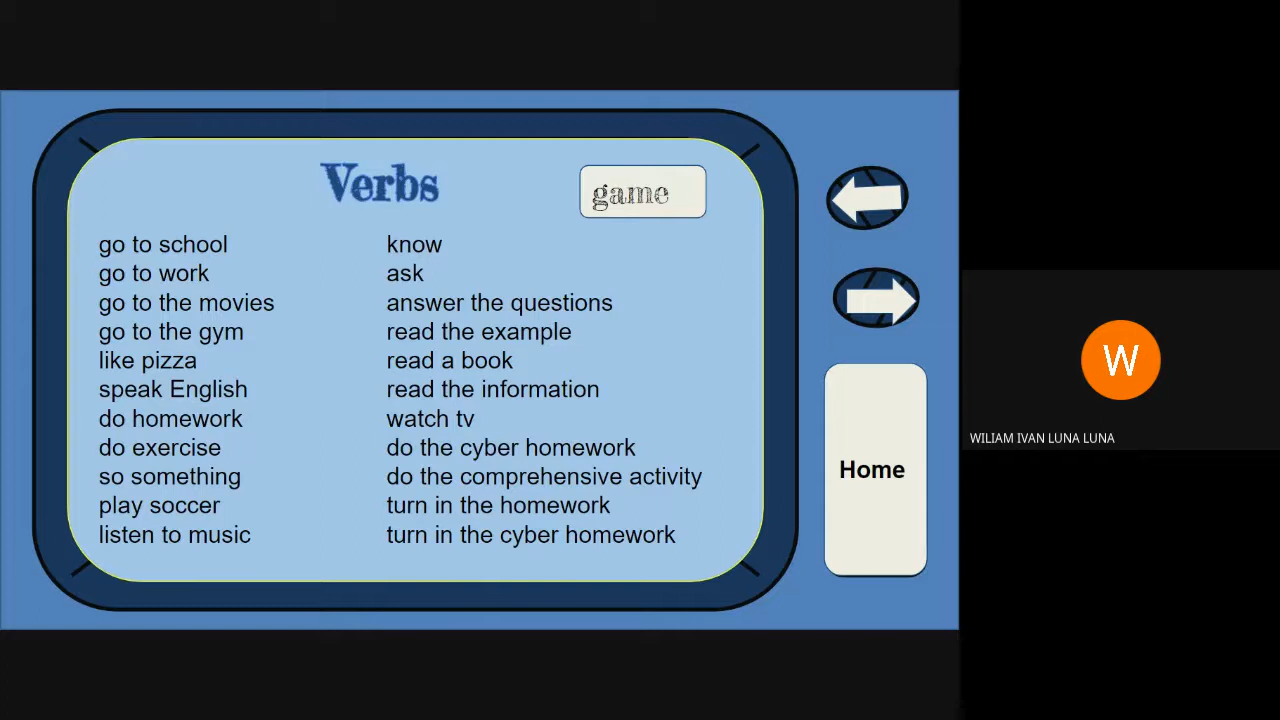 Verbs
game
go to school
go to work
go to the movies
go to the gym
like pizza
speak English
do homework
do exercise
so something
play soccer
listen to music
know
ask
answer the questions
read the example
read a book
read the information
watch tv
do the cyber homework
do the comprehensive activity
turn in the homework
turn in the cyber homework
Home
W
WILIAM IVAN LUNA LUNA